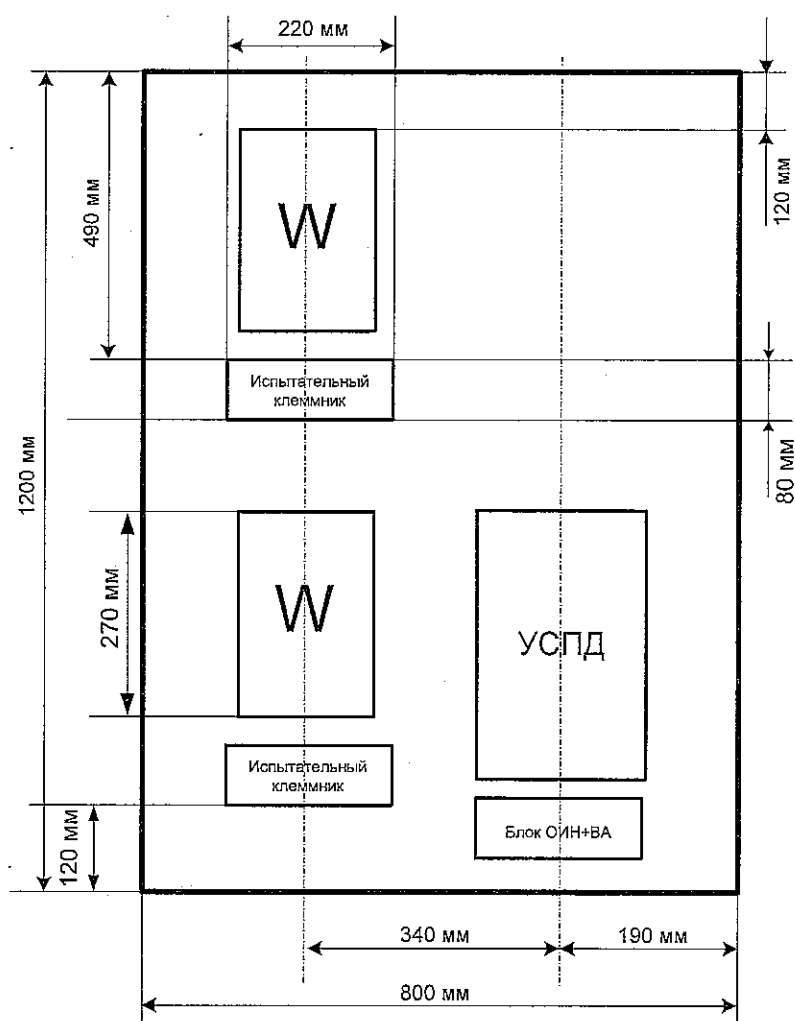 220 мм
490 мм
120 мм
W
Испытательный
клеммник
1200 мм
80 мм
270 мм
W
УСПД
Испытательный
клеммник
Блок ОИН+ВА
120 мм
340 мм
190 мм
800 мм